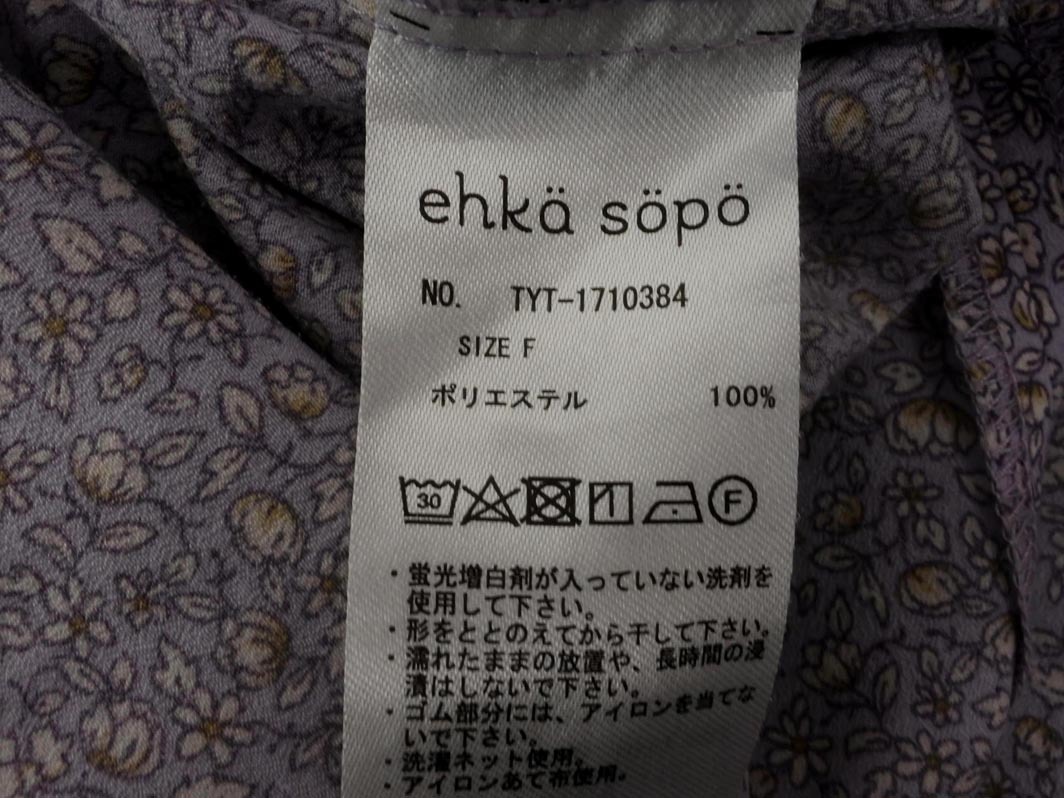 ehkä söpö
NO. TYT-1710384
SIZE F
ポリエステル 100%
30 F
・蛍光増白剤が入っていない洗剤を
使用して下さい。
・形をととのえてから干して下さい。
・濡れたままの放置や、長時間の浸
漬はしないで下さい。
・ゴム部分には、アイロンを当てな
いで下さい。
・洗濯ネット使用。
・アイロンあて布使用。